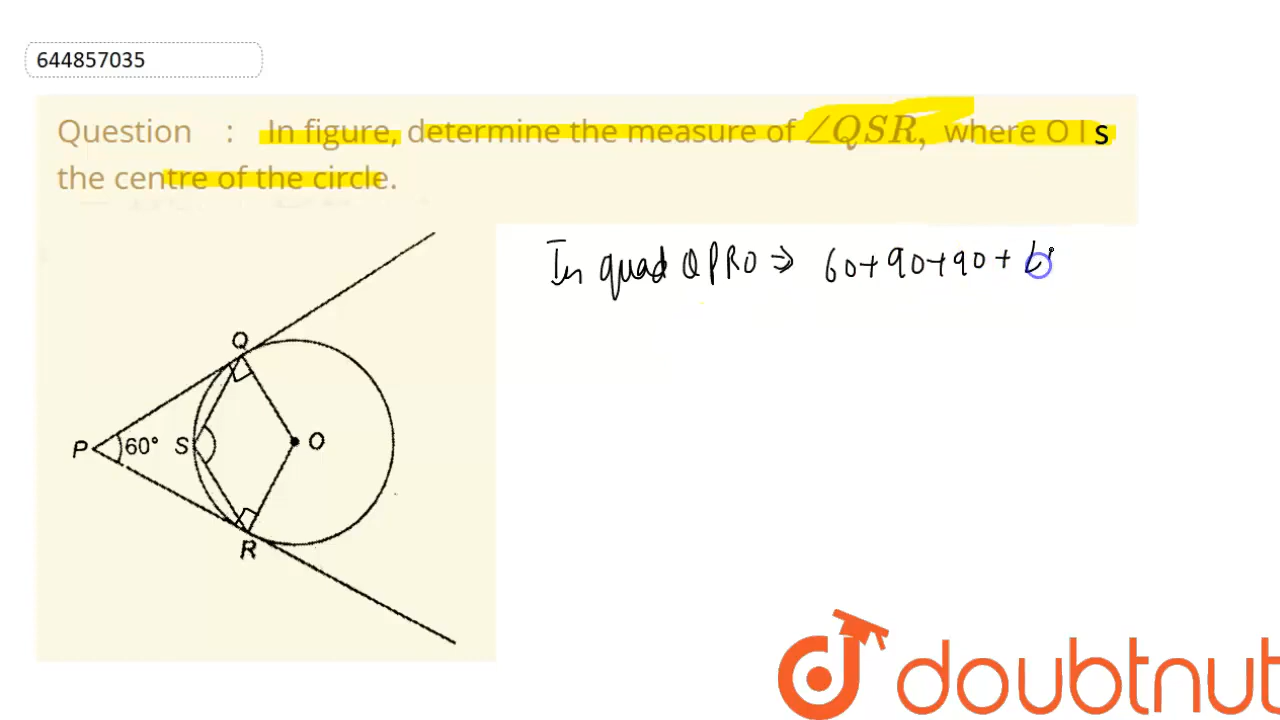 644857035
Question : In figure, determine the measure of ∠QSR, where O I s
the centre of the circle.
In quad QPRO ⇒ 60+90+90+
Q
P 60° S O
R
doubtnut